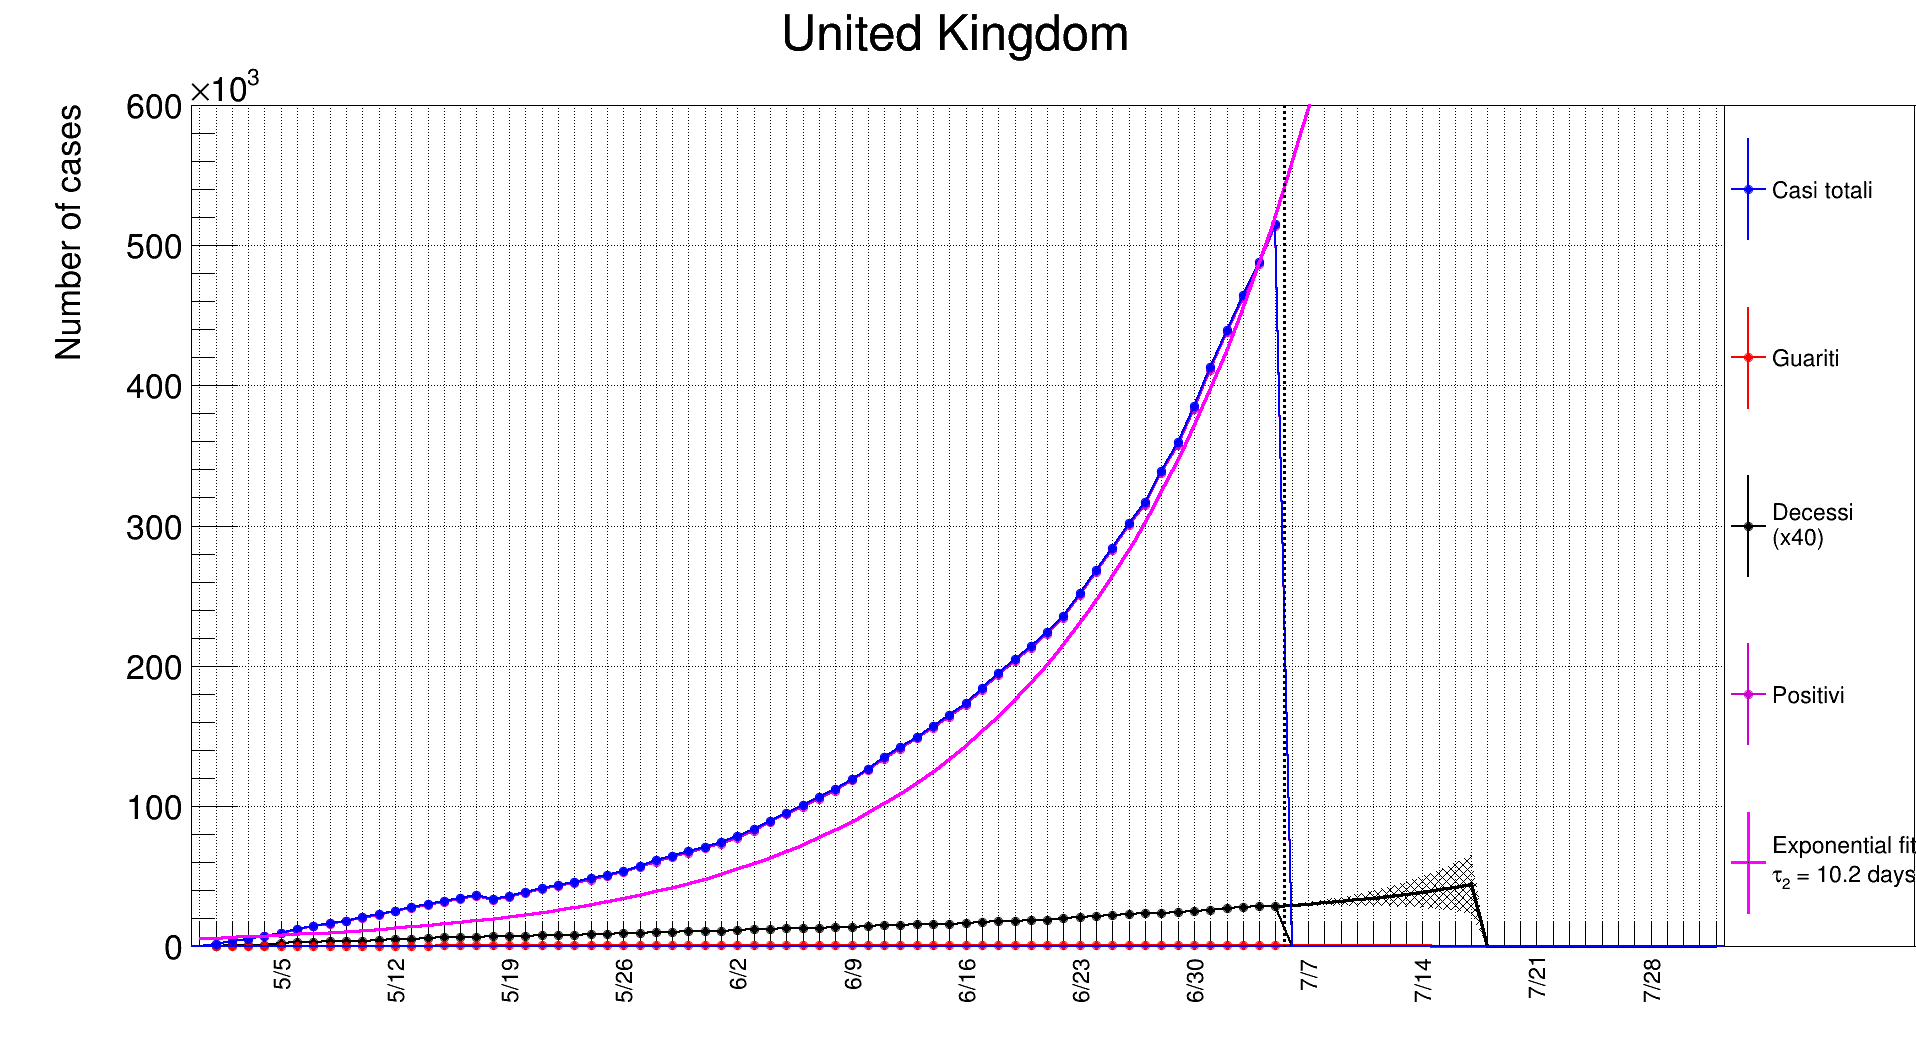 United Kingdom
×10³
Number of cases
600
500
400
300
200
100
0
5/5
5/12
5/19
5/26
6/2
6/9
6/16
6/23
6/30
7/7
7/14
7/21
7/28
Casi totali
Guariti
Decessi
(x40)
Positivi
Exponential fit
τ₂ = 10.2 days